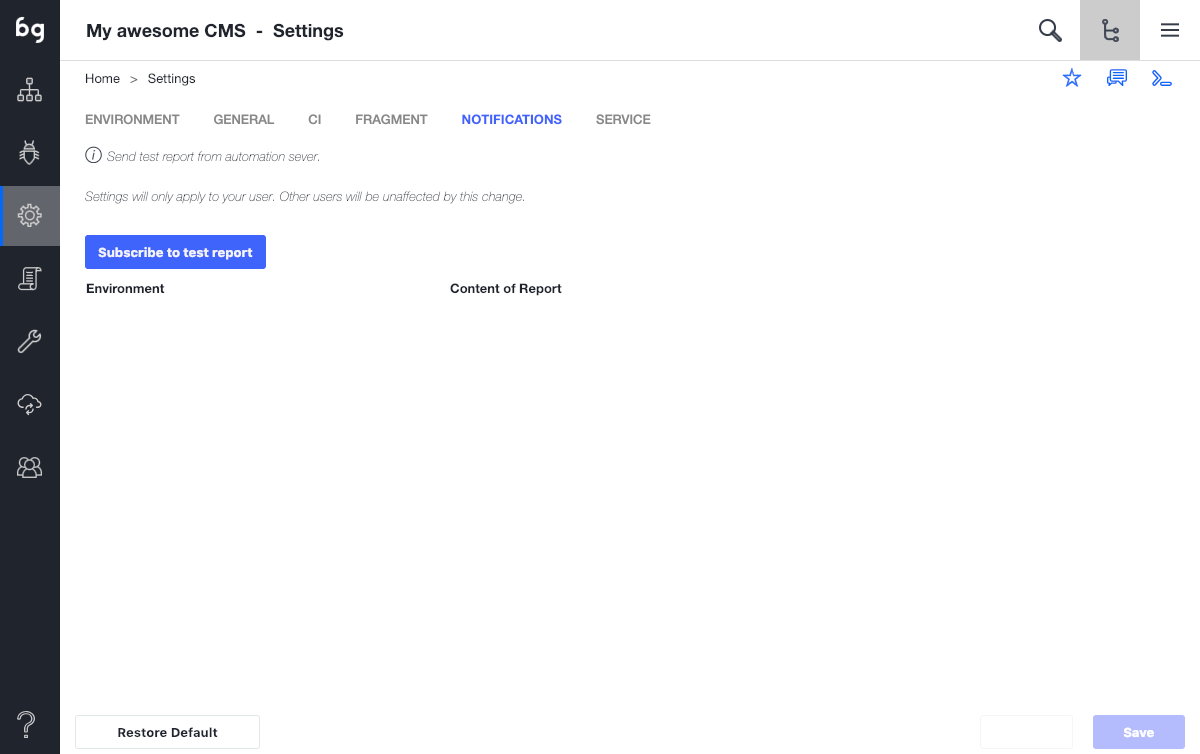 bg
My awesome CMS - Settings
Home > Settings
ENVIRONMENT GENERAL CI FRAGMENT NOTIFICATIONS SERVICE
i Send test report from automation sever.
Settings will only apply to your user. Other users will be unaffected by this change.
Subscribe to test report
Environment Content of Report
Restore Default Save